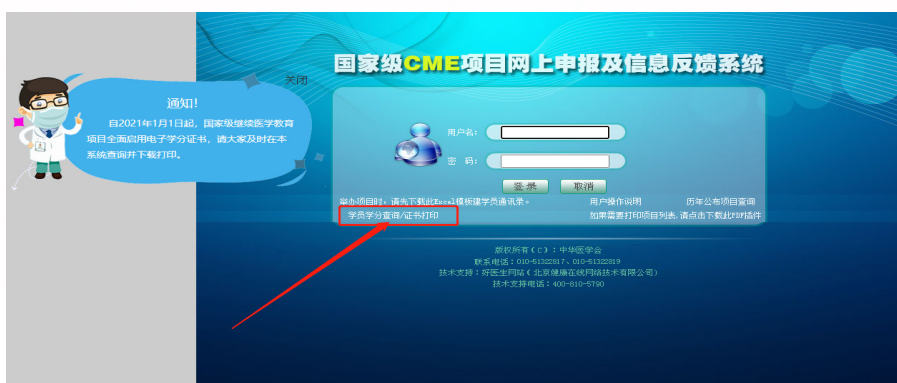 国家级CME项目网上申报及信息反馈系统
关闭
通知!
自2021年1月1日起，国家级继续医学教育
项目全面启用电子学分证书，请大家及时在本
系统查询并下载打印。
用户名:
密 码:
登 录 取消
举办项目时，请先下载此Excel模板建学员通讯录。 用户操作说明 历年公布项目查询
学员学分查询/证书打印 如果需要打印项目列表,请点击下载此PDF插件
版权所有(C)：中华医学会
联系电话：010-51322817、010-51322819
技术支持：好医生网站(北京健康在线网络技术有限公司)
技术支持电话：400-810-5790